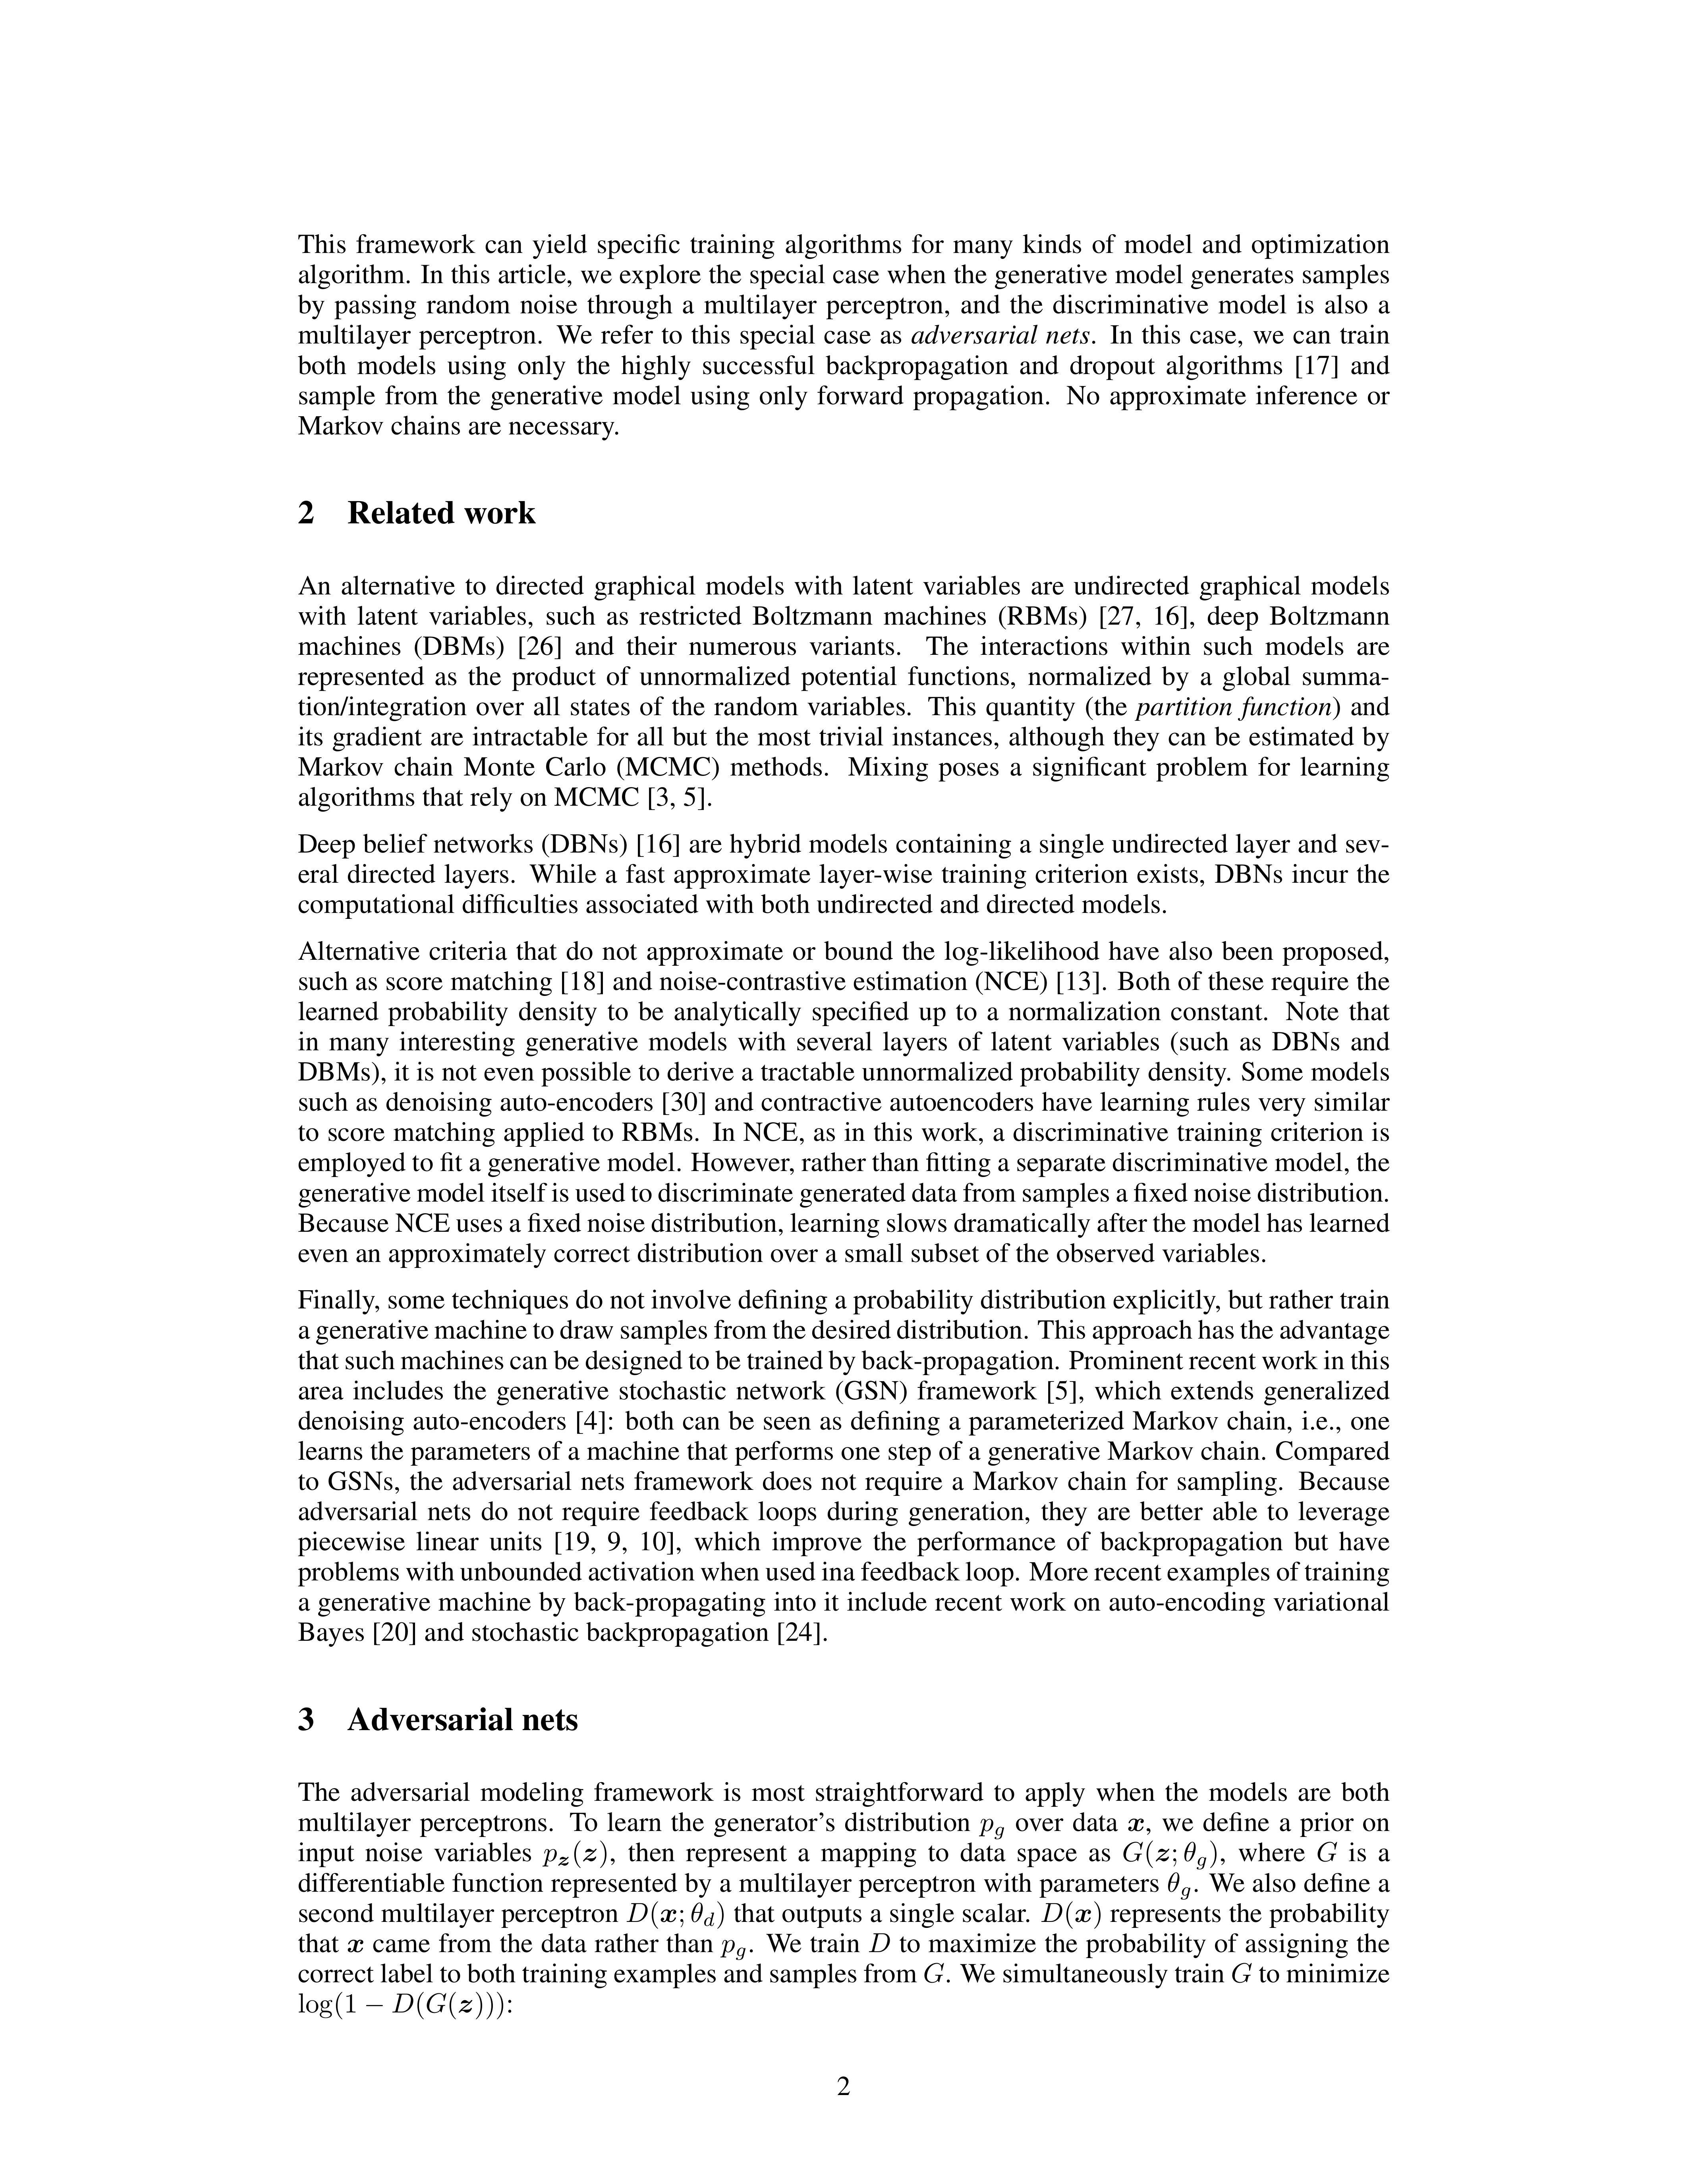 This framework can yield specific training algorithms for many kinds of model and optimization
algorithm. In this article, we explore the special case when the generative model generates samples
by passing random noise through a multilayer perceptron, and the discriminative model is also a
multilayer perceptron. We refer to this special case as adversarial nets. In this case, we can train
both models using only the highly successful backpropagation and dropout algorithms [17] and
sample from the generative model using only forward propagation. No approximate inference or
Markov chains are necessary.
2 Related work
An alternative to directed graphical models with latent variables are undirected graphical models
with latent variables, such as restricted Boltzmann machines (RBMs) [27, 16], deep Boltzmann
machines (DBMs) [26] and their numerous variants. The interactions within such models are
represented as the product of unnormalized potential functions, normalized by a global summa-
tion/integration over all states of the random variables. This quantity (the partition function) and
its gradient are intractable for all but the most trivial instances, although they can be estimated by
Markov chain Monte Carlo (MCMC) methods. Mixing poses a significant problem for learning
algorithms that rely on MCMC [3, 5].
Deep belief networks (DBNs) [16] are hybrid models containing a single undirected layer and sev-
eral directed layers. While a fast approximate layer-wise training criterion exists, DBNs incur the
computational difficulties associated with both undirected and directed models.
Alternative criteria that do not approximate or bound the log-likelihood have also been proposed,
such as score matching [18] and noise-contrastive estimation (NCE) [13]. Both of these require the
learned probability density to be analytically specified up to a normalization constant. Note that
in many interesting generative models with several layers of latent variables (such as DBNs and
DBMs), it is not even possible to derive a tractable unnormalized probability density. Some models
such as denoising auto-encoders [30] and contractive autoencoders have learning rules very similar
to score matching applied to RBMs. In NCE, as in this work, a discriminative training criterion is
employed to fit a generative model. However, rather than fitting a separate discriminative model, the
generative model itself is used to discriminate generated data from samples a fixed noise distribution.
Because NCE uses a fixed noise distribution, learning slows dramatically after the model has learned
even an approximately correct distribution over a small subset of the observed variables.
Finally, some techniques do not involve defining a probability distribution explicitly, but rather train
a generative machine to draw samples from the desired distribution. This approach has the advantage
that such machines can be designed to be trained by back-propagation. Prominent recent work in this
area includes the generative stochastic network (GSN) framework [5], which extends generalized
denoising auto-encoders [4]: both can be seen as defining a parameterized Markov chain, i.e., one
learns the parameters of a machine that performs one step of a generative Markov chain. Compared
to GSNs, the adversarial nets framework does not require a Markov chain for sampling. Because
adversarial nets do not require feedback loops during generation, they are better able to leverage
piecewise linear units [19, 9, 10], which improve the performance of backpropagation but have
problems with unbounded activation when used ina feedback loop. More recent examples of training
a generative machine by back-propagating into it include recent work on auto-encoding variational
Bayes [20] and stochastic backpropagation [24].
3 Adversarial nets
The adversarial modeling framework is most straightforward to apply when the models are both
multilayer perceptrons. To learn the generator's distribution p_g over data x, we define a prior on
input noise variables p_z(z), then represent a mapping to data space as G(z; θ_g), where G is a
differentiable function represented by a multilayer perceptron with parameters θ_g. We also define a
second multilayer perceptron D(x; θ_d) that outputs a single scalar. D(x) represents the probability
that x came from the data rather than p_g. We train D to maximize the probability of assigning the
correct label to both training examples and samples from G. We simultaneously train G to minimize
log(1 − D(G(z))):
2